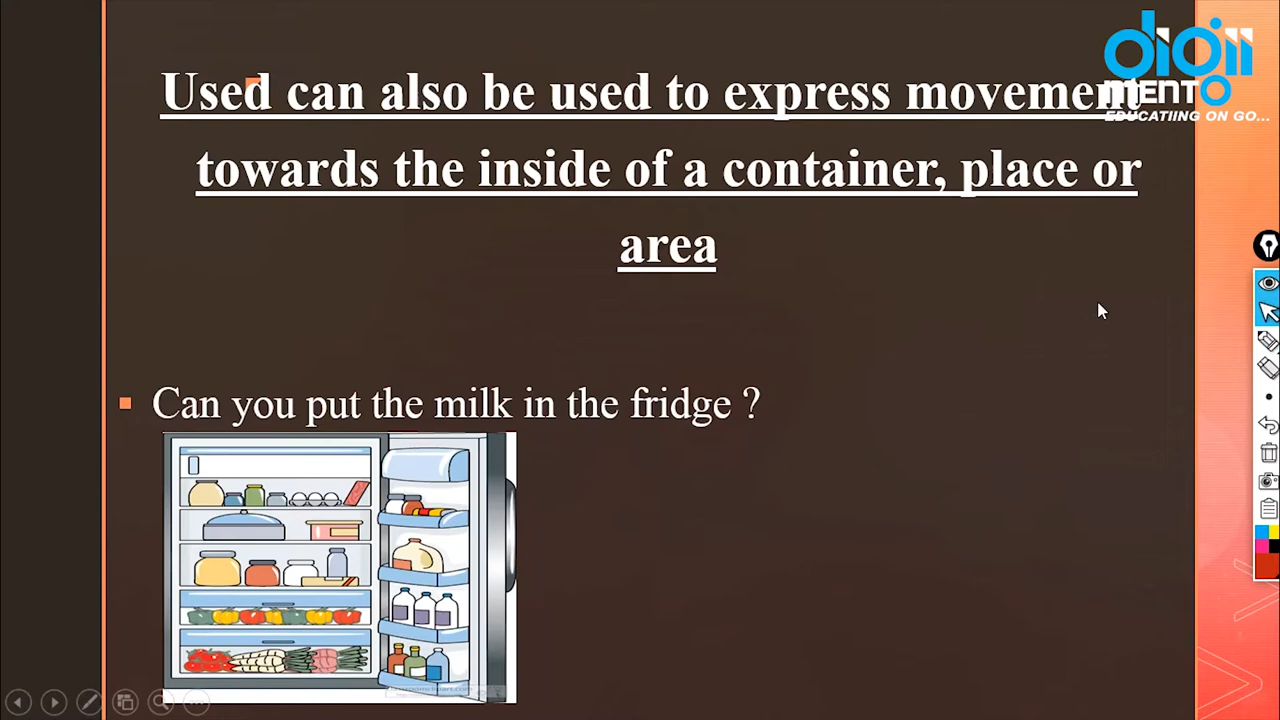 Used can also be used to express movement
towards the inside of a container, place or
area
digii
MENTO
EDUCATIING ON GO...
Can you put the milk in the fridge ?